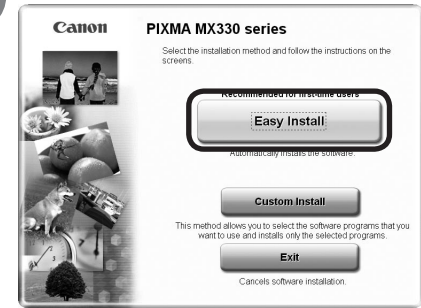 Canon
PIXMA MX330 series
Select the installation method and follow the instructions on the
screens.
Recommended for first-time users
Easy Install
Automatically installs the software.
Custom Install
This method allows you to select the software programs that you
want to use and installs only the selected programs.
Exit
Cancels software installation.